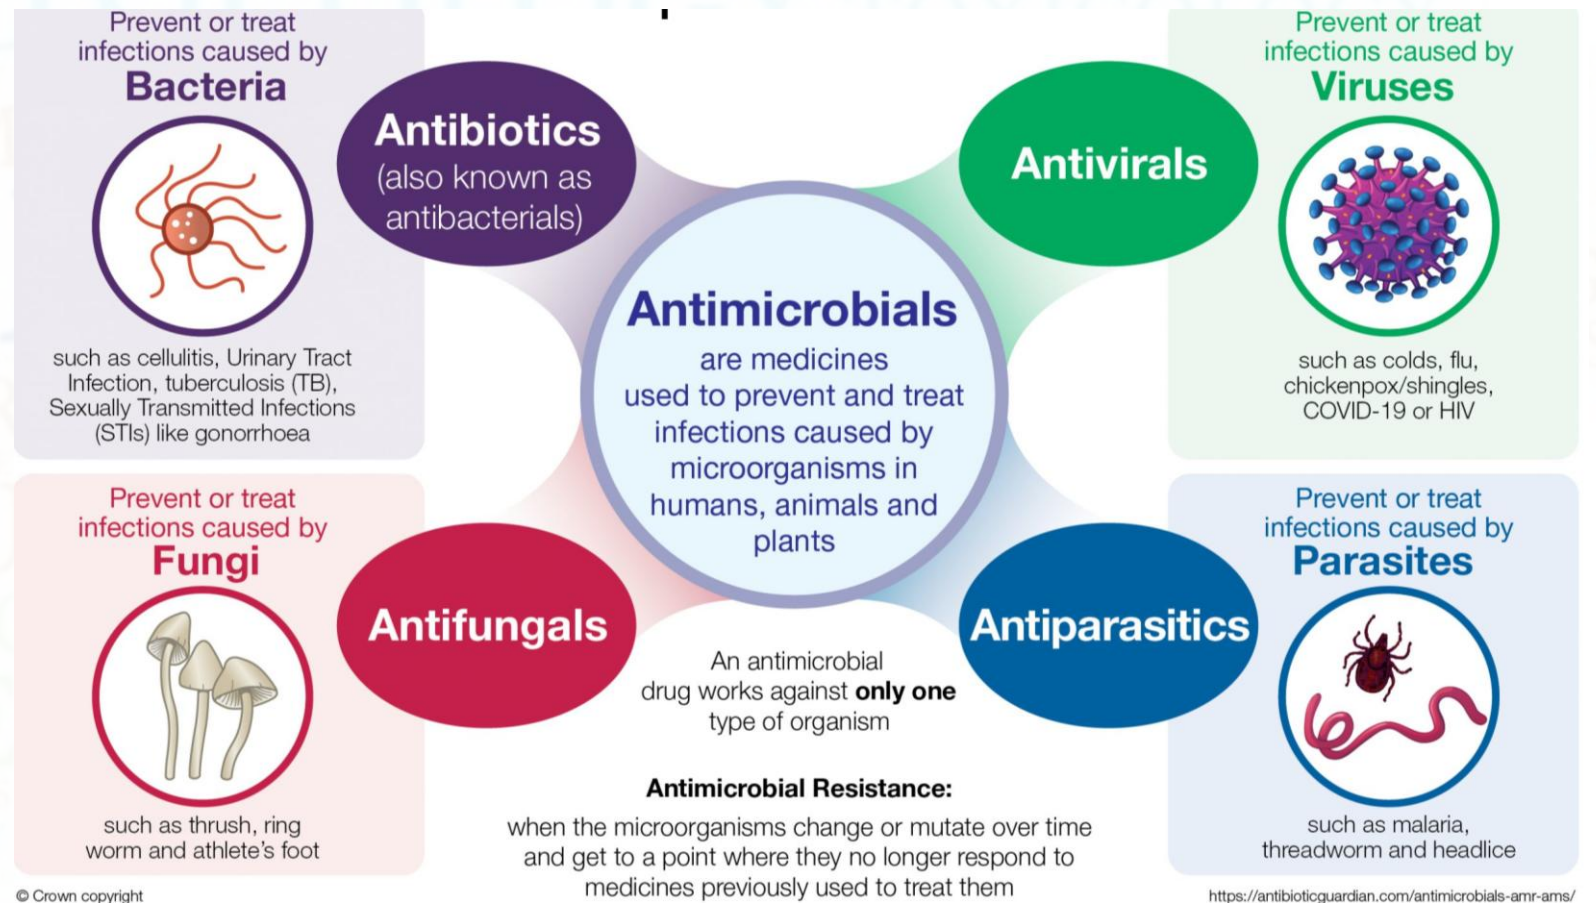 Prevent or treat
infections caused by
Bacteria
such as cellulitis, Urinary Tract
Infection, tuberculosis (TB),
Sexually Transmitted Infections
(STIs) like gonorrhoea
Antibiotics
(also known as
antibacterials)
Antivirals
Prevent or treat
infections caused by
Viruses
such as colds, flu,
chickenpox/shingles,
COVID-19 or HIV
Antimicrobials
are medicines
used to prevent and treat
infections caused by
microorganisms in
humans, animals and
plants
Prevent or treat
infections caused by
Fungi
such as thrush, ring
worm and athlete's foot
Antifungals
Antiparasitics
Prevent or treat
infections caused by
Parasites
such as malaria,
threadworm and headlice
An antimicrobial
drug works against only one
type of organism
Antimicrobial Resistance:
when the microorganisms change or mutate over time
and get to a point where they no longer respond to
medicines previously used to treat them
© Crown copyright
https://antibioticguardian.com/antimicrobials-amr-ams/